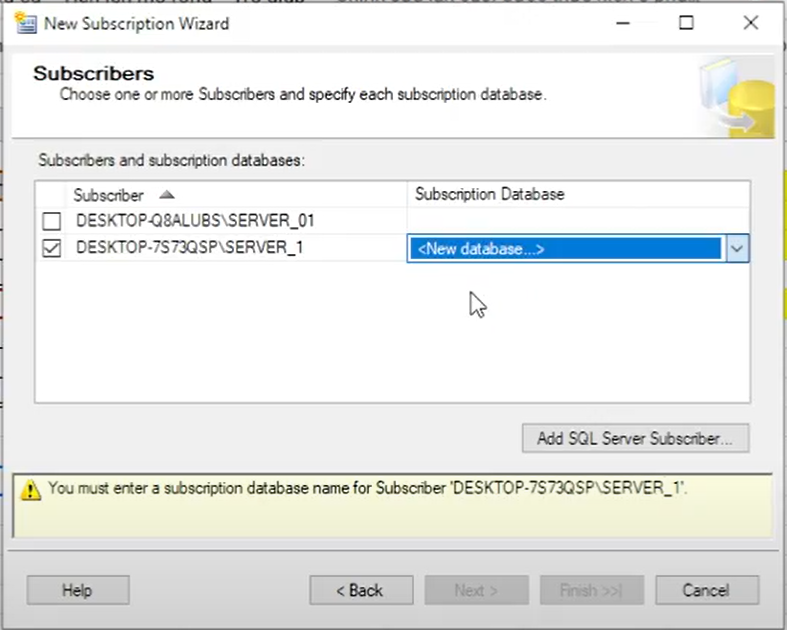 New Subscription Wizard
Subscribers
Choose one or more Subscribers and specify each subscription database.
Subscribers and subscription databases:
Subscriber Subscription Database
DESKTOP-Q8ALUBS\SERVER_01
DESKTOP-7S73QSP\SERVER_1 <New database...>
Add SQL Server Subscriber...
You must enter a subscription database name for Subscriber 'DESKTOP-7S73QSP\SERVER_1'.
Help < Back Next > Finish >>| Cancel